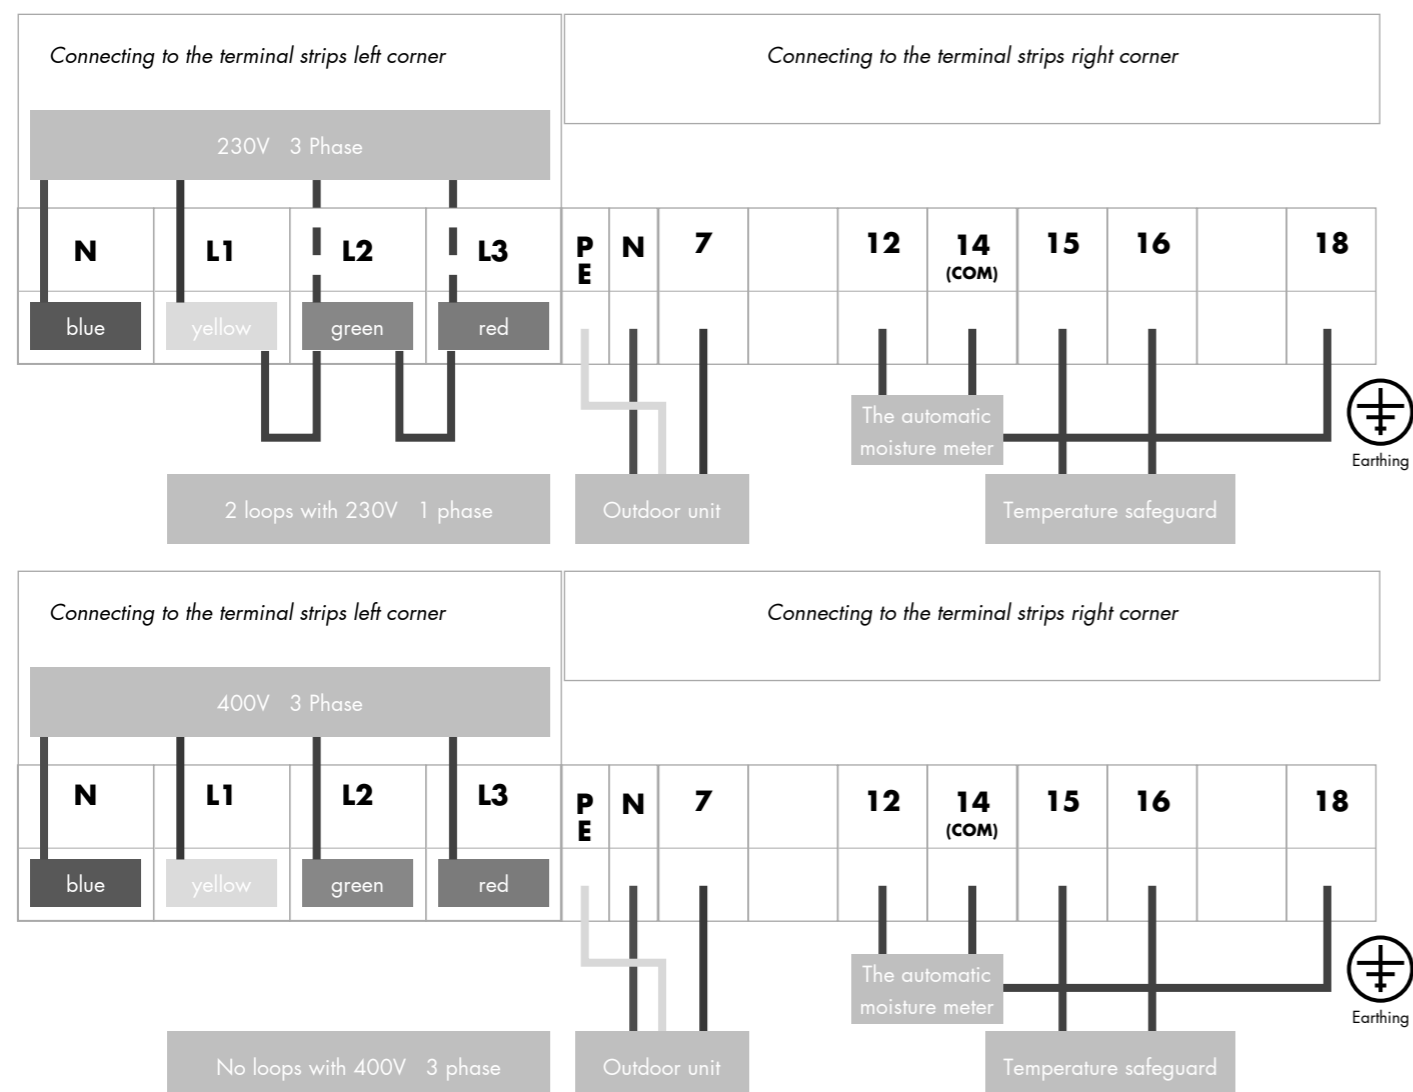 Connecting to the terminal strips left corner
Connecting to the terminal strips right corner
230V 3 Phase
N L1 L2 L3 P E N 7 12 14 (COM) 15 16 18
blue yellow green red
The automatic
moisture meter
Earthing
2 loops with 230V 1 phase
Outdoor unit
Temperature safeguard
Connecting to the terminal strips left corner
Connecting to the terminal strips right corner
400V 3 Phase
N L1 L2 L3 P E N 7 12 14 (COM) 15 16 18
blue yellow green red
The automatic
moisture meter
Earthing
No loops with 400V 3 phase
Outdoor unit
Temperature safeguard